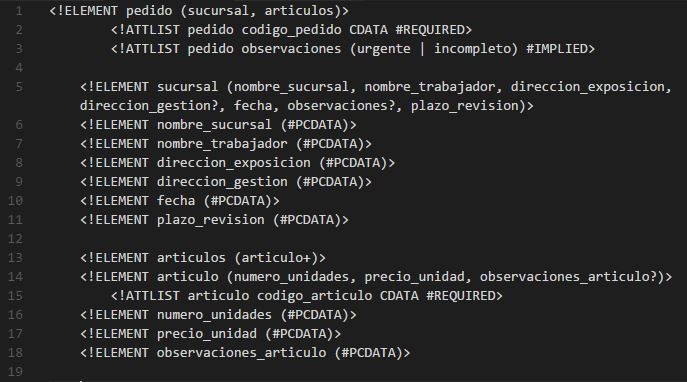 1 <!ELEMENT pedido (sucursal, articulos)>
2 <!ATTLIST pedido codigo_pedido CDATA #REQUIRED>
3 <!ATTLIST pedido observaciones (urgente | incompleto) #IMPLIED>
4
5 <!ELEMENT sucursal (nombre_sucursal, nombre_trabajador, direccion_exposicion,
direccion_gestion?, fecha, observaciones?, plazo_revision)>
6 <!ELEMENT nombre_sucursal (#PCDATA)>
7 <!ELEMENT nombre_trabajador (#PCDATA)>
8 <!ELEMENT direccion_exposicion (#PCDATA)>
9 <!ELEMENT direccion_gestion (#PCDATA)>
10 <!ELEMENT fecha (#PCDATA)>
11 <!ELEMENT plazo_revision (#PCDATA)>
12
13 <!ELEMENT articulos (articulo+)>
14 <!ELEMENT articulo (numero_unidades, precio_unidad, observaciones_articulo?)>
15 <!ATTLIST articulo codigo_articulo CDATA #REQUIRED>
16 <!ELEMENT numero_unidades (#PCDATA)>
17 <!ELEMENT precio_unidad (#PCDATA)>
18 <!ELEMENT observaciones_articulo (#PCDATA)>
19